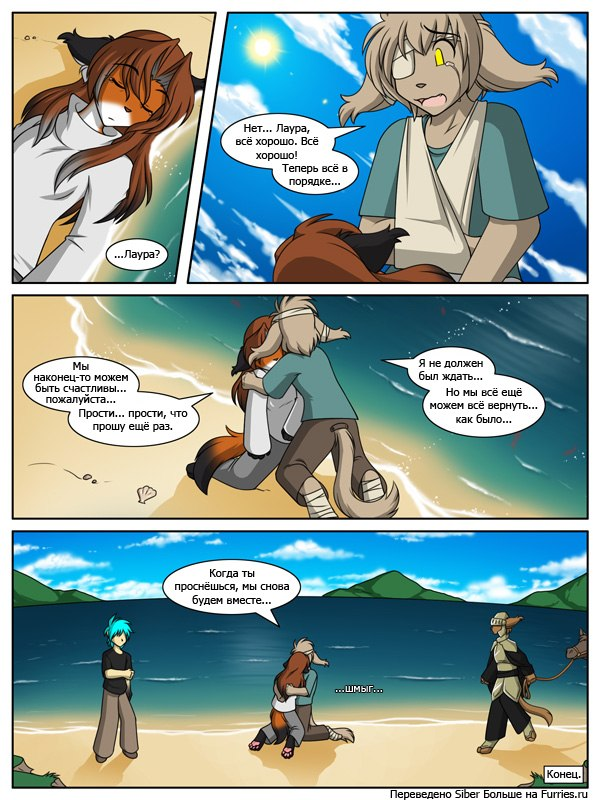 ...Лаура?
Нет... Лаура,
всё хорошо. Всё
хорошо!
Теперь всё в
порядке...
Мы
наконец-то можем
быть счастливы...
пожалуйста...
Прости... прости, что
прошу ещё раз.
Я не должен
был ждать...
Но мы всё ещё
можем всё вернуть...
как было...
Когда ты
проснёшься, мы снова
будем вместе...
...шмыг...
Конец.
Переведено Siber Больше на Furries.ru